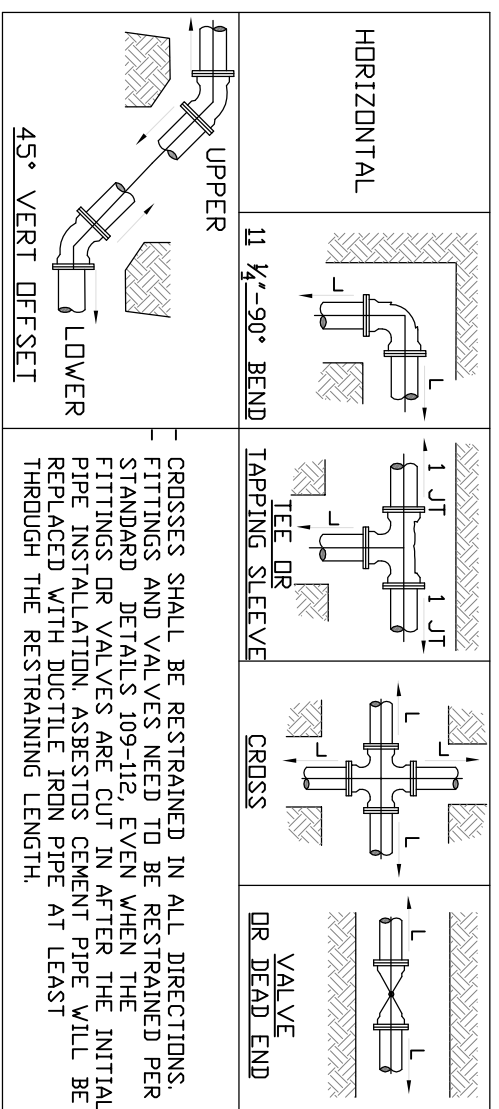 HORIZONTAL
L
L
11 ¼"-90° BEND
1 JT
1 JT
L
TEE OR
TAPPING SLEEVE
L
L
L
L
CROSS
L
L
VALVE
OR DEAD END
UPPER
LOWER
45° VERT OFFSET
- CROSSES SHALL BE RESTRAINED IN ALL DIRECTIONS.
- FITTINGS AND VALVES NEED TO BE RESTRAINED PER
STANDARD DETAILS 109-112, EVEN WHEN THE
FITTINGS OR VALVES ARE CUT IN AFTER THE INITIAL
PIPE INSTALLATION. ASBESTOS CEMENT PIPE WILL BE
REPLACED WITH DUCTILE IRON PIPE AT LEAST
THROUGH THE RESTRAINING LENGTH.